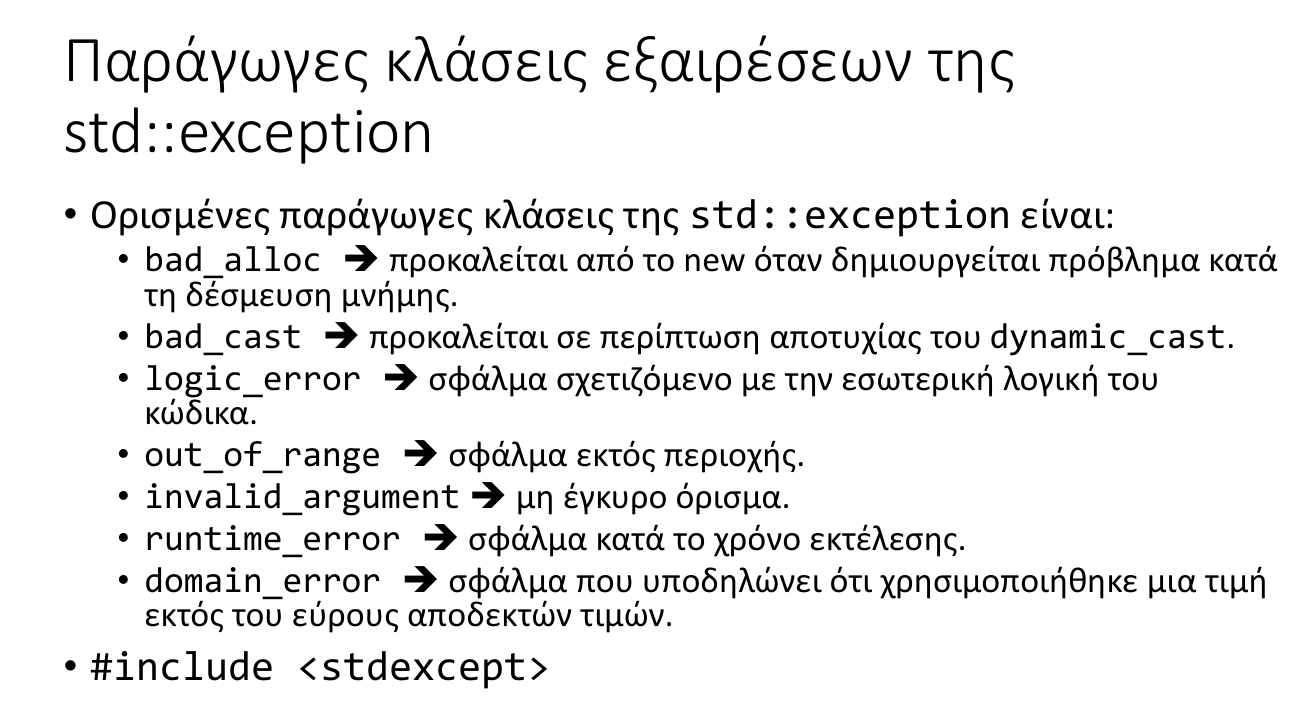 Παράγωγες κλάσεις εξαιρέσεων της
std::exception
• Ορισμένες παράγωγες κλάσεις της std::exception είναι:
• bad_alloc ➔ προκαλείται από το new όταν δημιουργείται πρόβλημα κατά
τη δέσμευση μνήμης.
• bad_cast ➔ προκαλείται σε περίπτωση αποτυχίας του dynamic_cast.
• logic_error ➔ σφάλμα σχετιζόμενο με την εσωτερική λογική του
κώδικα.
• out_of_range ➔ σφάλμα εκτός περιοχής.
• invalid_argument ➔ μη έγκυρο όρισμα.
• runtime_error ➔ σφάλμα κατά το χρόνο εκτέλεσης.
• domain_error ➔ σφάλμα που υποδηλώνει ότι χρησιμοποιήθηκε μια τιμή
εκτός του εύρους αποδεκτών τιμών.
• #include <stdexcept>